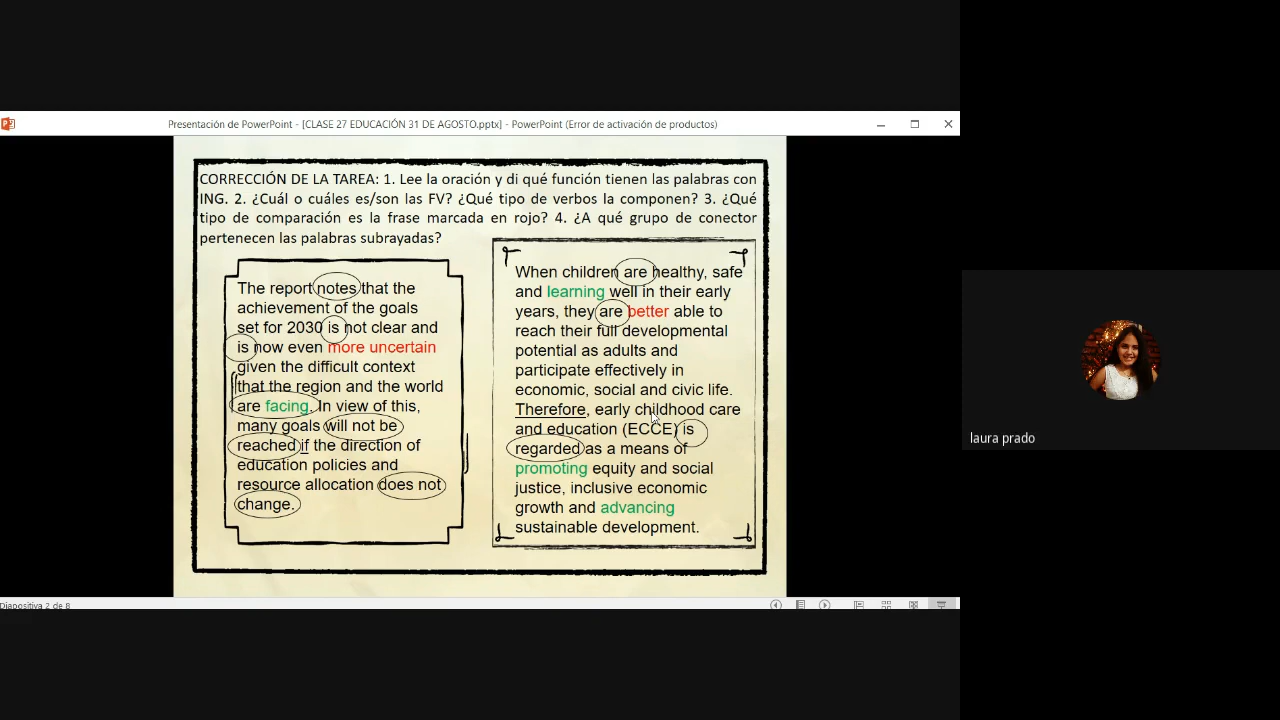 Presentación de PowerPoint - [CLASE 27 EDUCACIÓN 31 DE AGOSTO.pptx] - PowerPoint (Error de activación de productos)
CORRECCIÓN DE LA TAREA: 1. Lee la oración y di qué función tienen las palabras con
ING. 2. ¿Cuál o cuáles es/son las FV? ¿Qué tipo de verbos la componen? 3. ¿Qué
tipo de comparación es la frase marcada en rojo? 4. ¿A qué grupo de conector
pertenecen las palabras subrayadas?
The report notes that the
achievement of the goals
set for 2030 is not clear and
is now even more uncertain
given the difficult context
that the region and the world
are facing. In view of this,
many goals will not be
reached if the direction of
education policies and
resource allocation does not
change.
When children are healthy, safe
and learning well in their early
years, they are better able to
reach their full developmental
potential as adults and
participate effectively in
economic, social and civic life.
Therefore, early childhood care
and education (ECCE) is
regarded as a means of
promoting equity and social
justice, inclusive economic
growth and advancing
sustainable development.
Diapositiva 2 de 8
laura prado